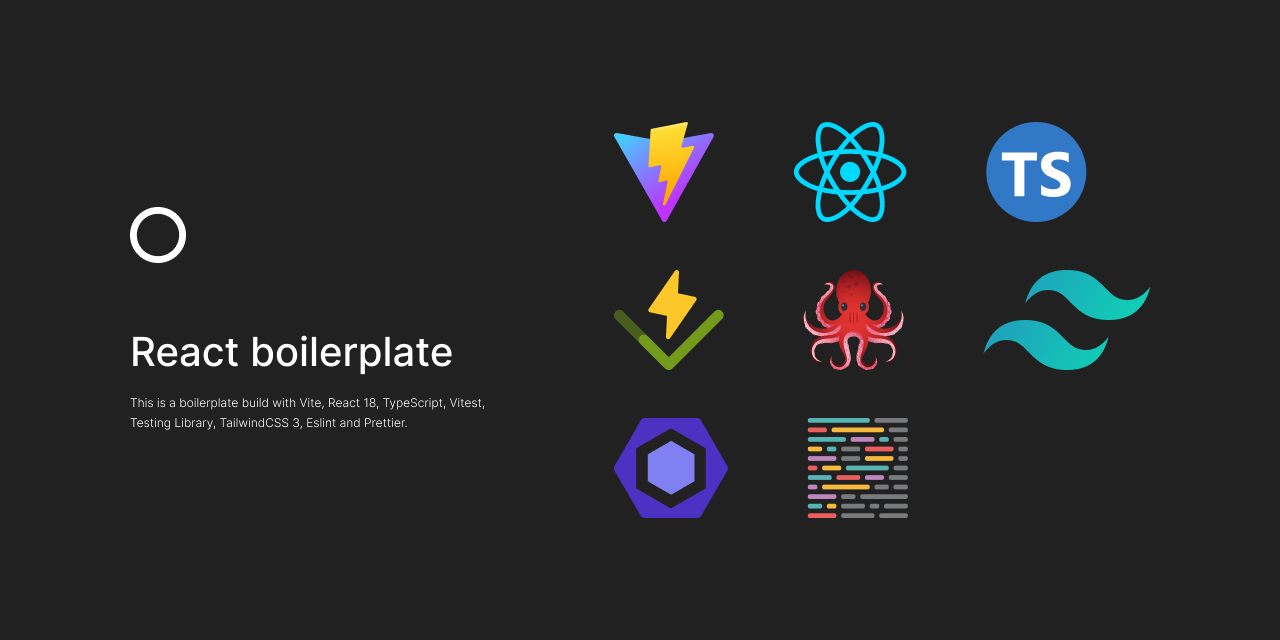 React boilerplate
This is a boilerplate build with Vite, React 18, TypeScript, Vitest,
Testing Library, TailwindCSS 3, Eslint and Prettier.
TS